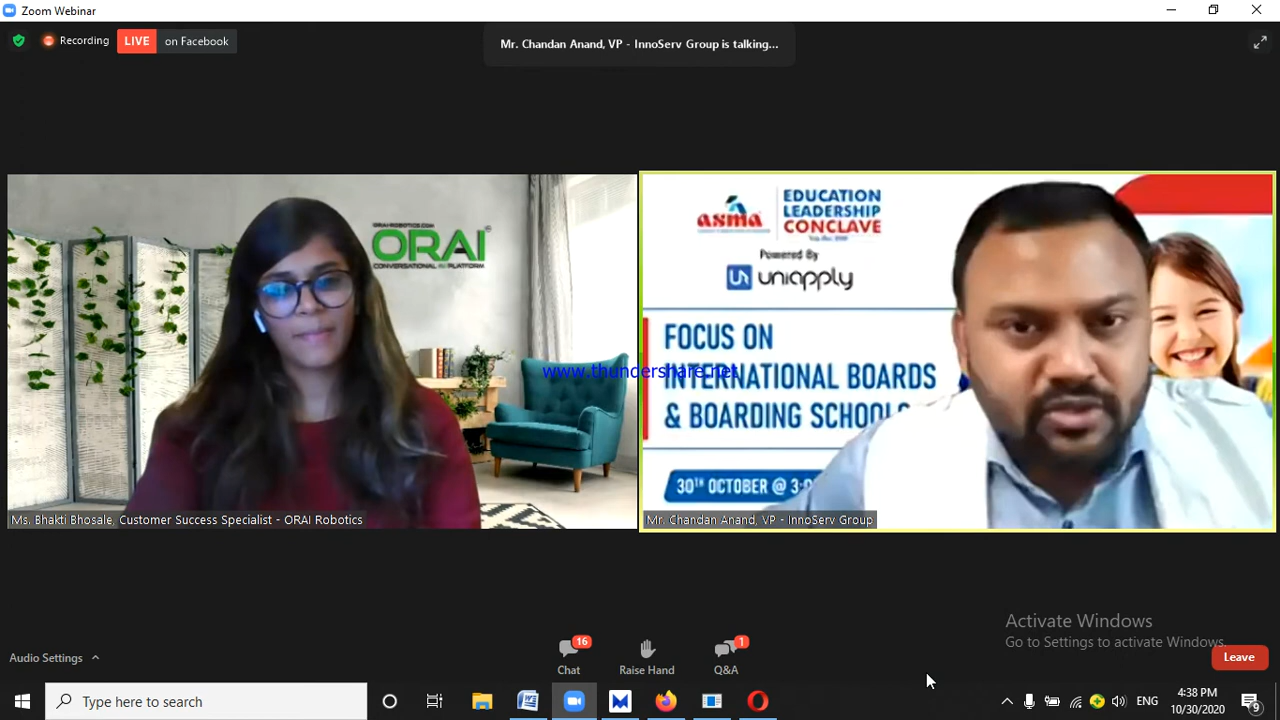 Zoom Webinar
Recording
LIVE on Facebook
Mr. Chandan Anand, VP - InnoServ Group is talking...
ORAIROBOTICS.COM
ORAI
CONVERSATIONAL PLATFORM
Ms. Bhakti Bhosale, Customer Success Specialist - ORAI Robotics
asma
EDUCATION
LEADERSHIP
CONCLAVE
Powered By
uniapply
FOCUS ON
INTERNATIONAL BOARDS
& BOARDING SCHOOLS
30TH OCTOBER @ 3:
Mr. Chandan Anand, VP - InnoServ Group
www.thundershare.net
Activate Windows
Go to Settings to activate Windows.
Audio Settings
16
Chat
Raise Hand
1
Q&A
Leave
Type here to search
ENG
4:38 PM
10/30/2020
9